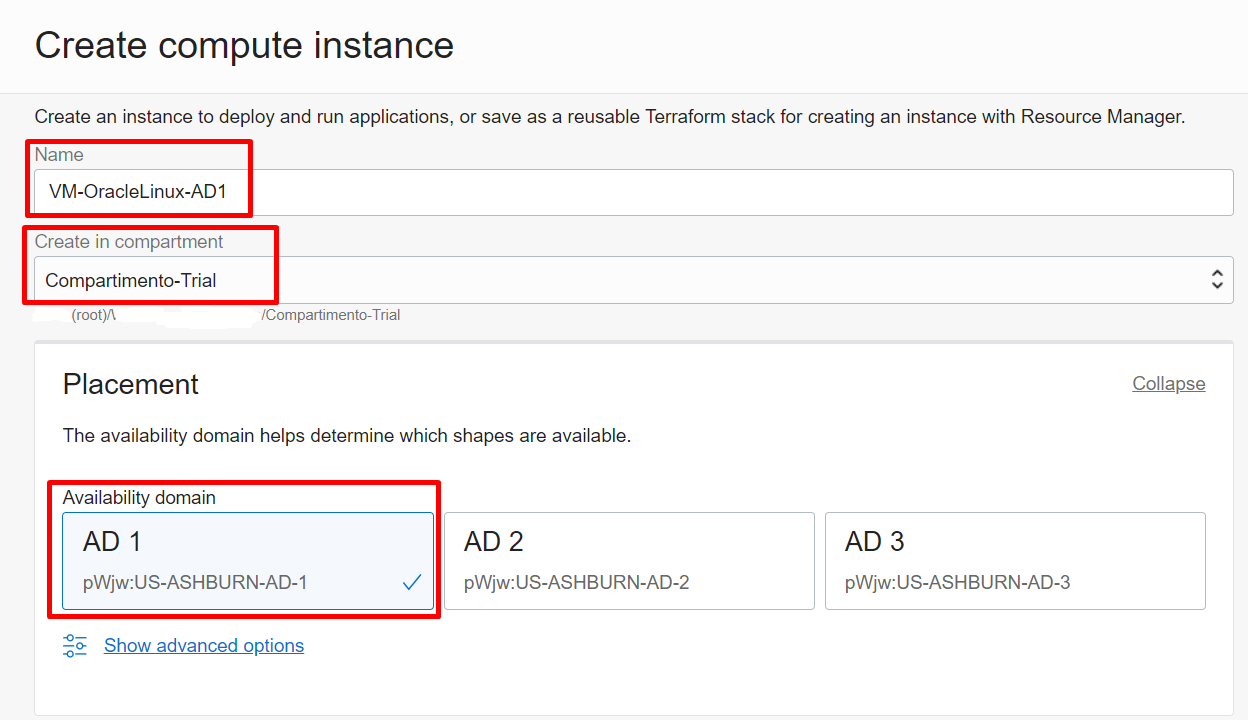 Create compute instance
Create an instance to deploy and run applications, or save as a reusable Terraform stack for creating an instance with Resource Manager.
Name
VM-OracleLinux-AD1
Create in compartment
Compartimento-Trial
(root)/ /Compartimento-Trial
Placement
Collapse
The availability domain helps determine which shapes are available.
Availability domain
AD 1
pWjw:US-ASHBURN-AD-1
AD 2
pWjw:US-ASHBURN-AD-2
AD 3
pWjw:US-ASHBURN-AD-3
Show advanced options